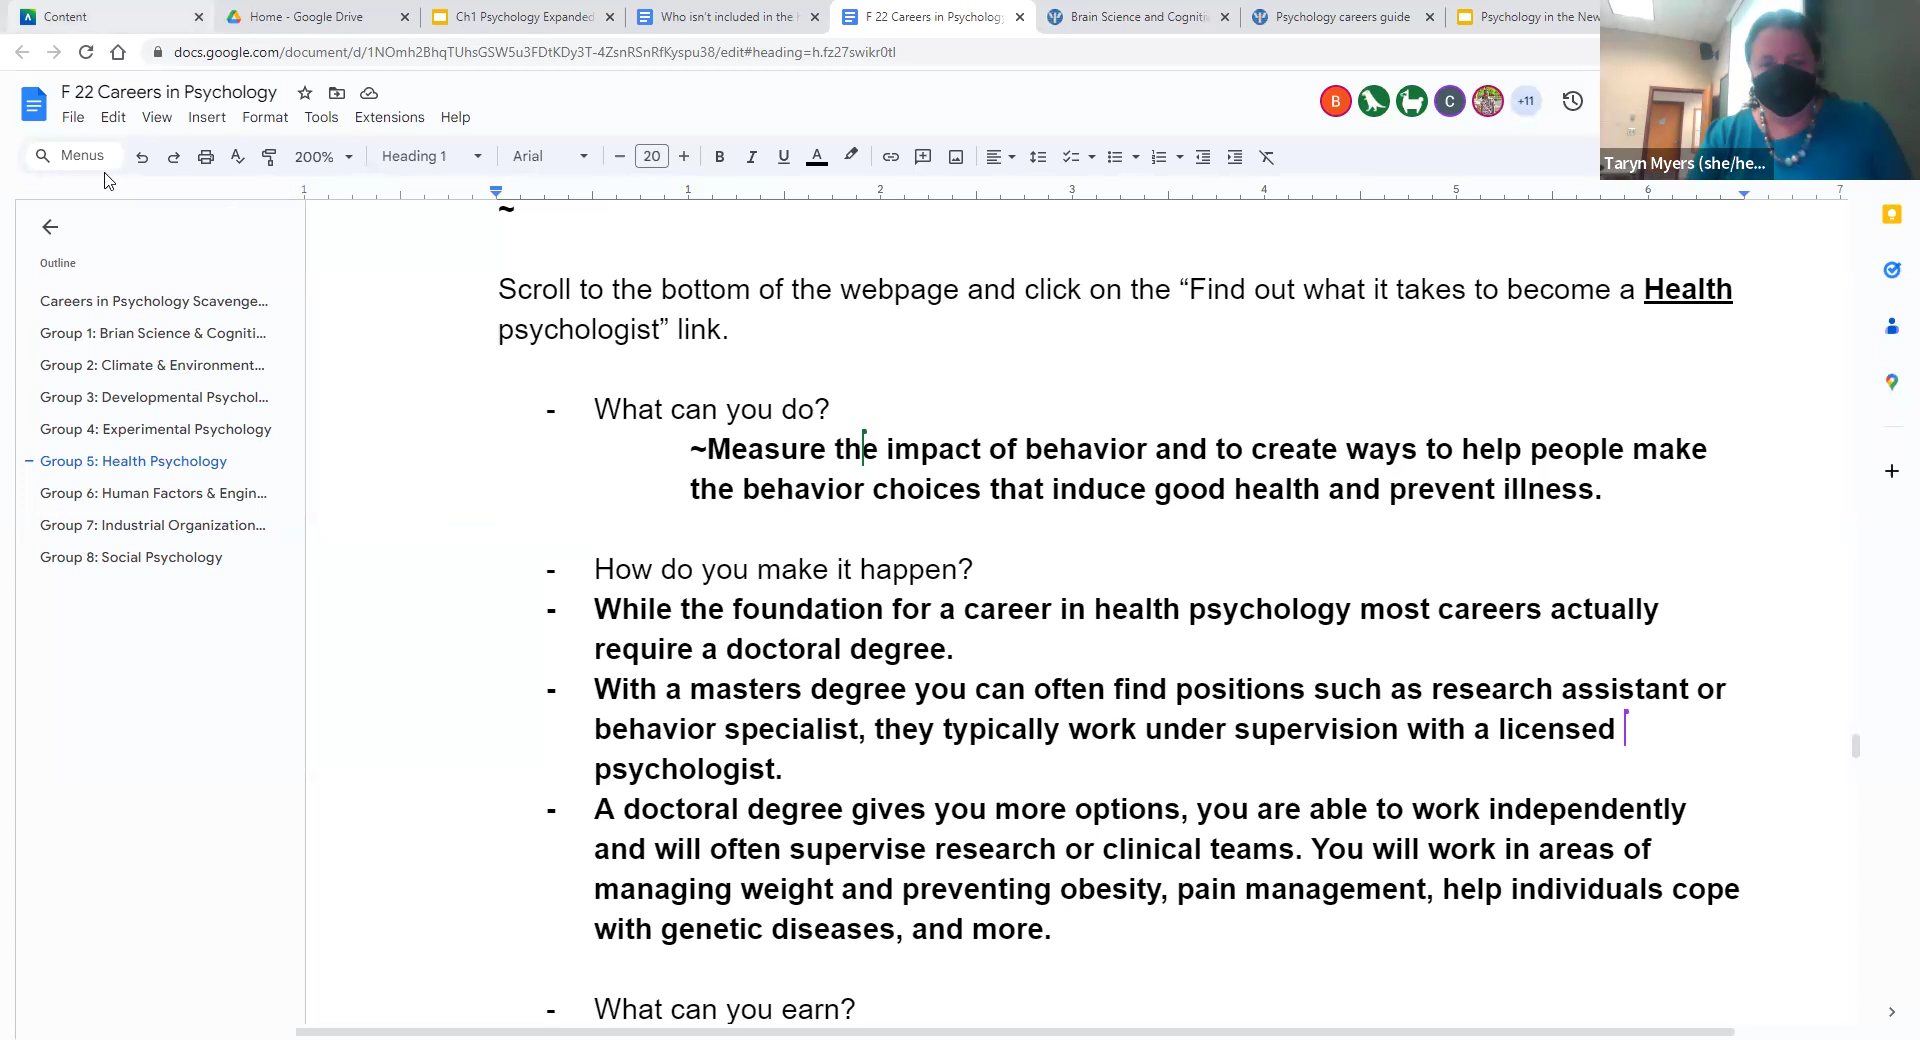 Content
Home - Google Drive
Ch1 Psychology Expanded
Who isn't included in the
F 22 Careers in Psychology
Brain Science and Cogniti
Psychology careers guide
Psychology in the New
docs.google.com/document/d/1NOmh2BhqTUhsGSW5u3FDtKDy3T-4ZsnRSnRfKyspu38/edit#heading=h.fz27swikr0tl
F 22 Careers in Psychology
B
C
+11
File Edit View Insert Format Tools Extensions Help
Menus 200% Heading 1 Arial 20 B I U A
Taryn Myers (she/he...
1 1 2 3 4 5 6 7
Outline
Careers in Psychology Scavenge...
Group 1: Brian Science & Cogniti...
Group 2: Climate & Environment...
Group 3: Developmental Psychol...
Group 4: Experimental Psychology
Group 5: Health Psychology
Group 6: Human Factors & Engin...
Group 7: Industrial Organization...
Group 8: Social Psychology
~
Scroll to the bottom of the webpage and click on the “Find out what it takes to become a Health
psychologist” link.
- What can you do?
~Measure the impact of behavior and to create ways to help people make
the behavior choices that induce good health and prevent illness.
- How do you make it happen?
- While the foundation for a career in health psychology most careers actually
require a doctoral degree.
- With a masters degree you can often find positions such as research assistant or
behavior specialist, they typically work under supervision with a licensed
psychologist.
- A doctoral degree gives you more options, you are able to work independently
and will often supervise research or clinical teams. You will work in areas of
managing weight and preventing obesity, pain management, help individuals cope
with genetic diseases, and more.
- What can you earn?